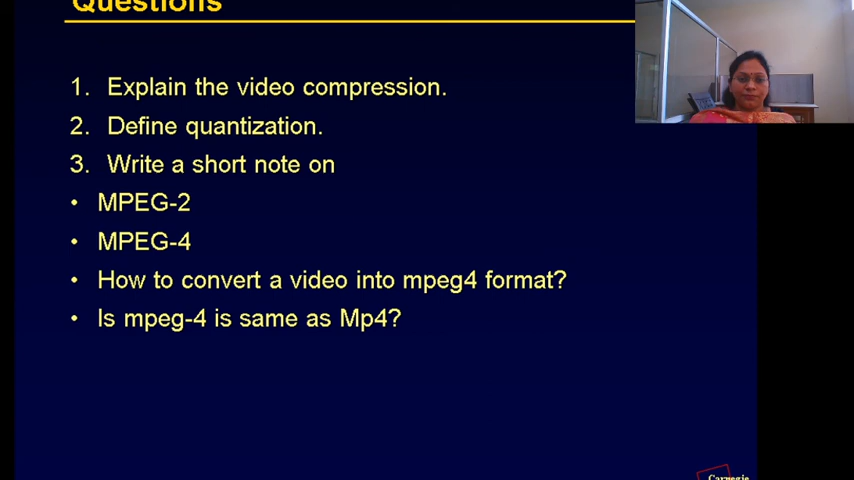 Questions
1. Explain the video compression.
2. Define quantization.
3. Write a short note on
• MPEG-2
• MPEG-4
• How to convert a video into mpeg4 format?
• Is mpeg-4 is same as Mp4?
Carnegie